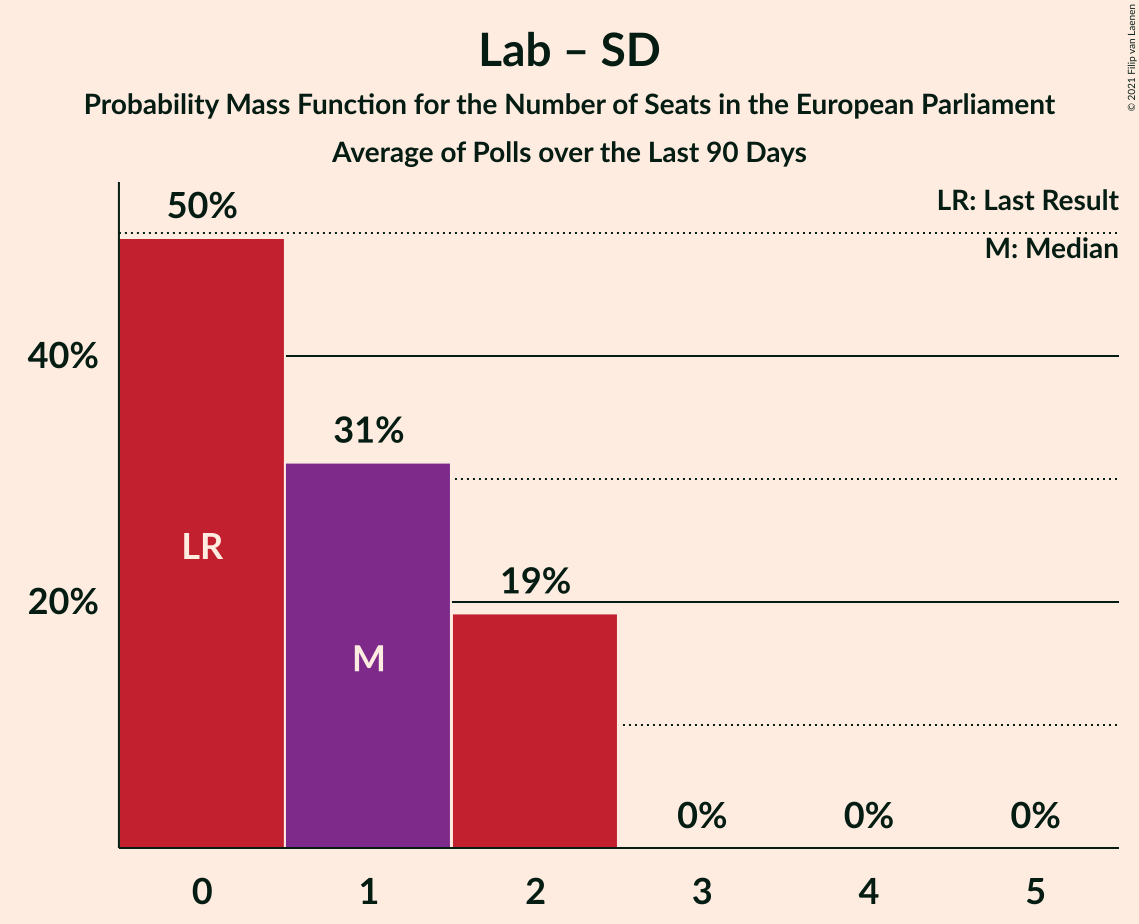 Lab – SD
Probability Mass Function for the Number of Seats in the European Parliament
Average of Polls over the Last 90 Days
© 2021 Filip van Laenen
LR: Last Result
M: Median
50%
40%
31%
LR
19%
20%
M
0% 0% 0%
0 1 2 3 4 5